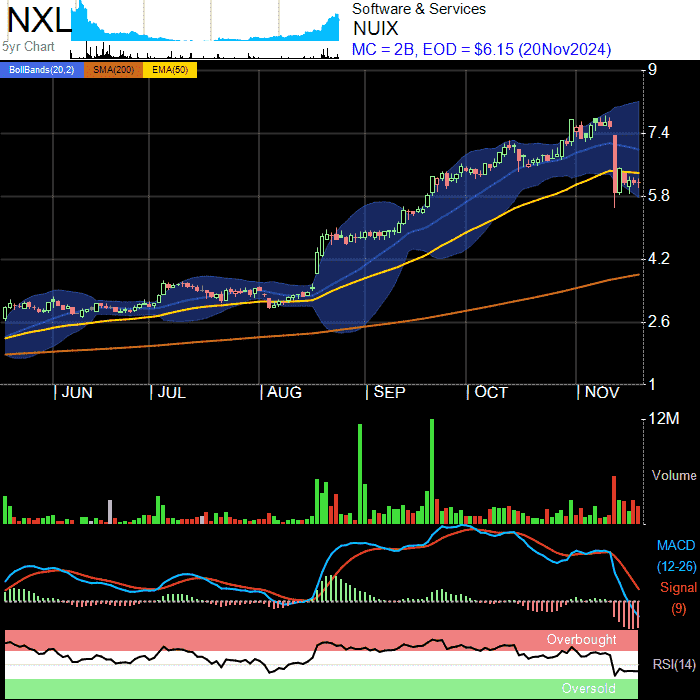 NXL
5yr Chart
Software & Services
NUIX
MC = 2B, EOD = $6.15 (20Nov2024)
BollBands(20,2) SMA(200) EMA(50)
9
7.4
5.8
4.2
2.6
1
JUN JUL AUG SEP OCT NOV
12M
Volume
MACD
(12-26)
Signal
(9)
Overbought
RSI(14)
Oversold